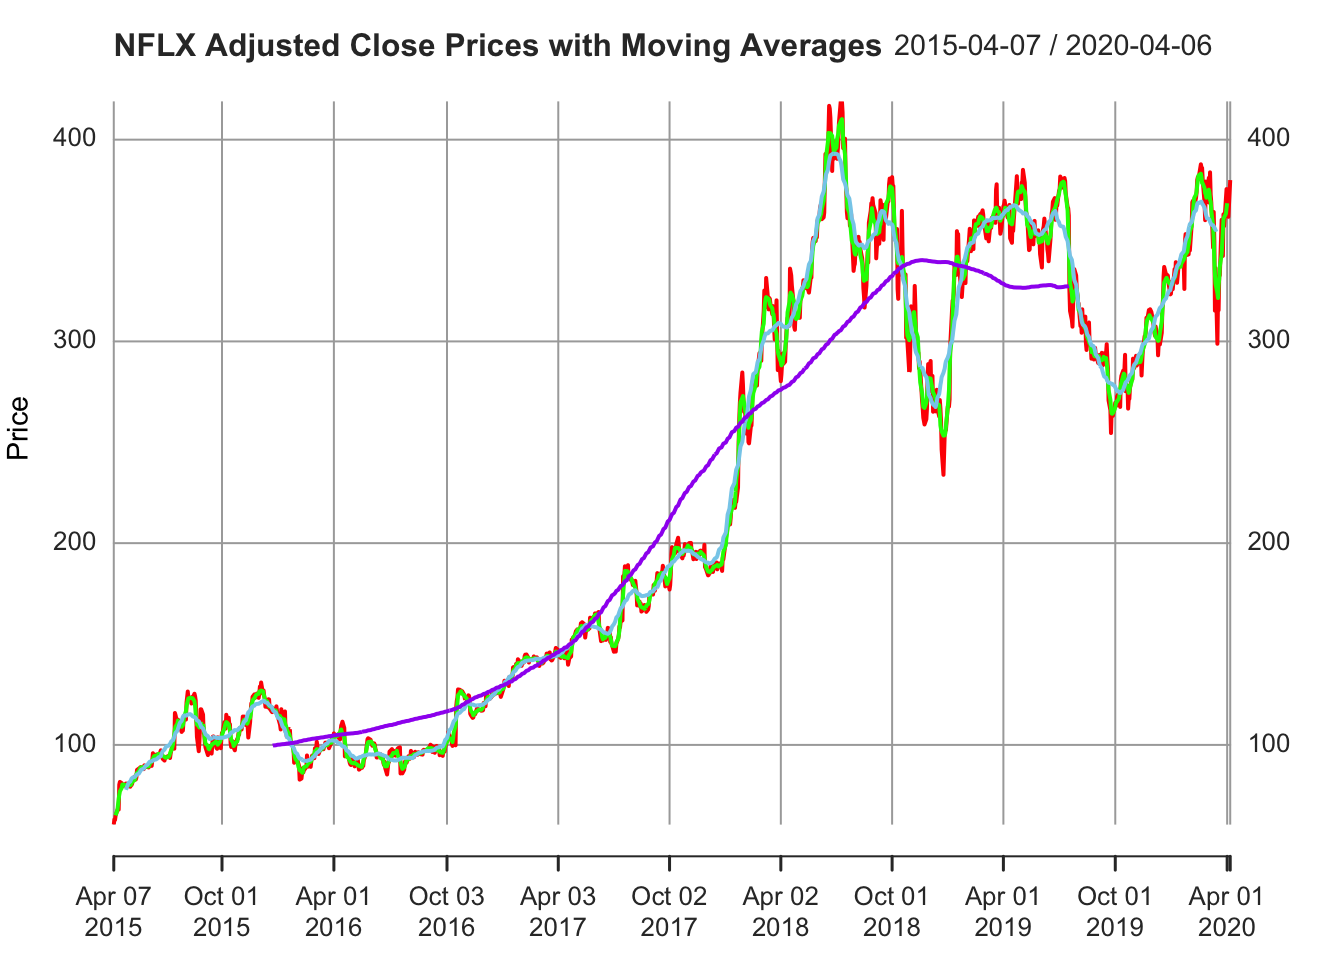 NFLX Adjusted Close Prices with Moving Averages 2015-04-07 / 2020-04-06
400 400
300 300
Price
200 200
100 100
Apr 07 Oct 01 Apr 01 Oct 03 Apr 03 Oct 02 Apr 02 Oct 01 Apr 01 Oct 01 Apr 01
2015 2015 2016 2016 2017 2017 2018 2018 2019 2019 2020